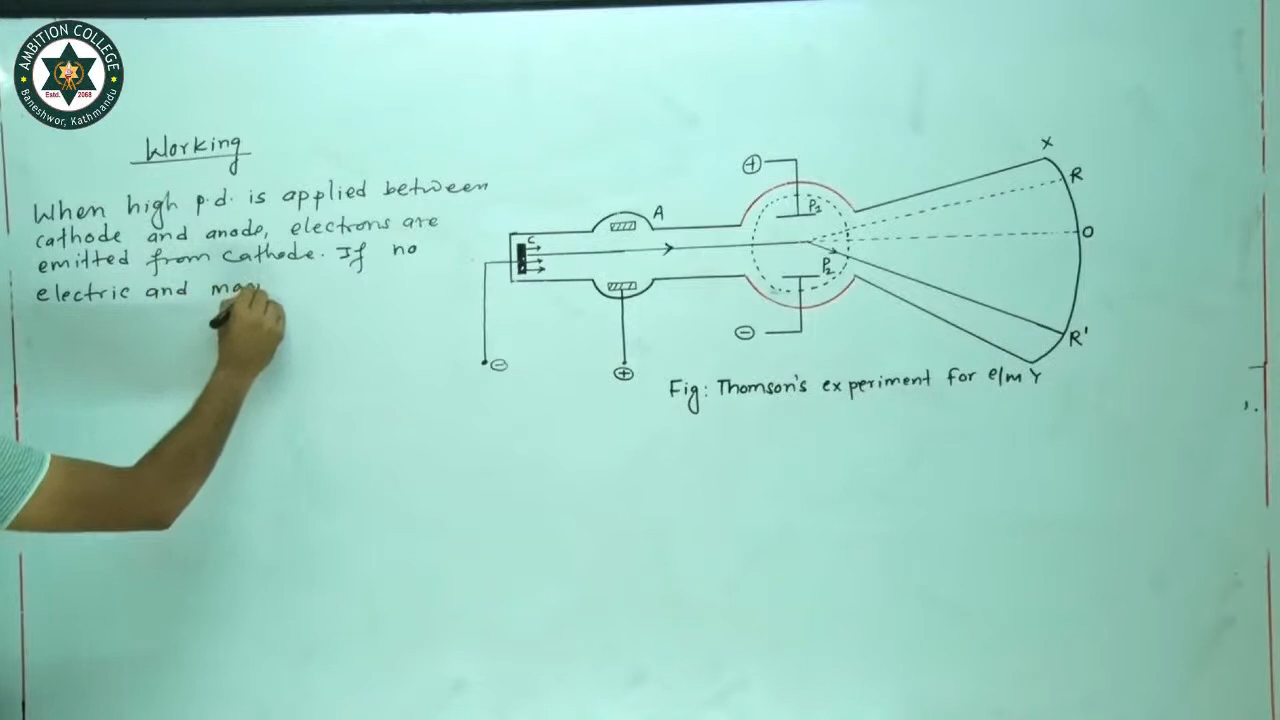 AMBITION COLLEGE
Estd. 2068
Baneshwor, Kathmandu
Working
When high p.d. is applied between
cathode and anode, electrons are
emitted from cathode. If no
electric and mag
C
A
P1
P2
X
R
O
R'
Y
Fig: Thomson's experiment for e/m